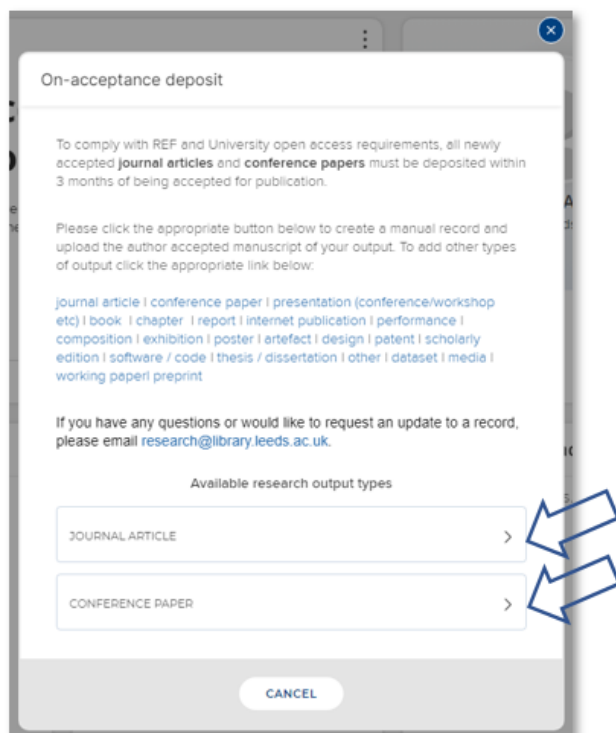 On-acceptance deposit
To comply with REF and University open access requirements, all newly
accepted journal articles and conference papers must be deposited within
3 months of being accepted for publication.
Please click the appropriate button below to create a manual record and
upload the author accepted manuscript of your output. To add other types
of output click the appropriate link below:
journal article | conference paper | presentation (conference/workshop
etc) | book | chapter | report | internet publication | performance |
composition | exhibition | poster | artefact | design | patent | scholarly
edition | software / code | thesis / dissertation | other | dataset | media |
working paper| preprint
If you have any questions or would like to request an update to a record,
please email research@library.leeds.ac.uk.
Available research output types
JOURNAL ARTICLE
CONFERENCE PAPER
CANCEL